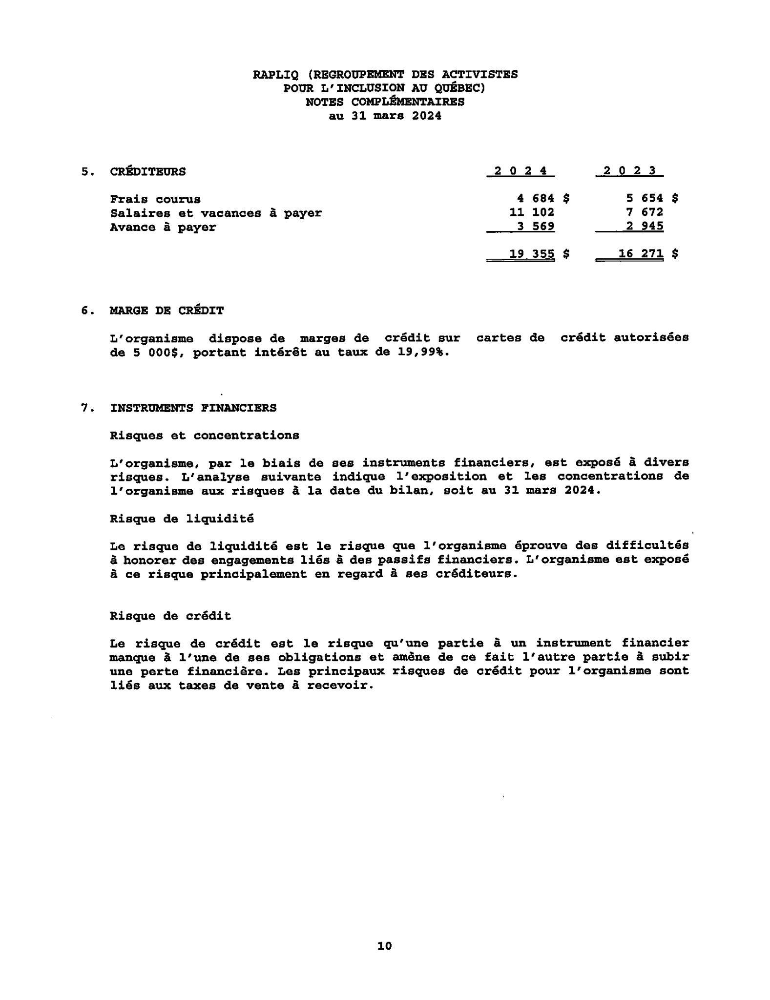 RAPLIQ (REGROUPEMENT DES ACTIVISTES
POUR L'INCLUSION AU QUÉBEC)
NOTES COMPLÉMENTAIRES
au 31 mars 2024
5. CRÉDITEURS 2 0 2 4 2 0 2 3
Frais courus 4 684 $ 5 654 $
Salaires et vacances à payer 11 102 7 672
Avance à payer 3 569 2 945
19 355 $ 16 271 $
6. MARGE DE CRÉDIT
L'organisme dispose de marges de crédit sur cartes de crédit autorisées
de 5 000$, portant intérêt au taux de 19,99%.
7. INSTRUMENTS FINANCIERS
Risques et concentrations
L'organisme, par le biais de ses instruments financiers, est exposé à divers
risques. L'analyse suivante indique l'exposition et les concentrations de
l'organisme aux risques à la date du bilan, soit au 31 mars 2024.
Risque de liquidité
Le risque de liquidité est le risque que l'organisme éprouve des difficultés
à honorer des engagements liés à des passifs financiers. L'organisme est exposé
à ce risque principalement en regard à ses créditeurs.
Risque de crédit
Le risque de crédit est le risque qu'une partie à un instrument financier
manque à l'une de ses obligations et amène de ce fait l'autre partie à subir
une perte financière. Les principaux risques de crédit pour l'organisme sont
liés aux taxes de vente à recevoir.
10